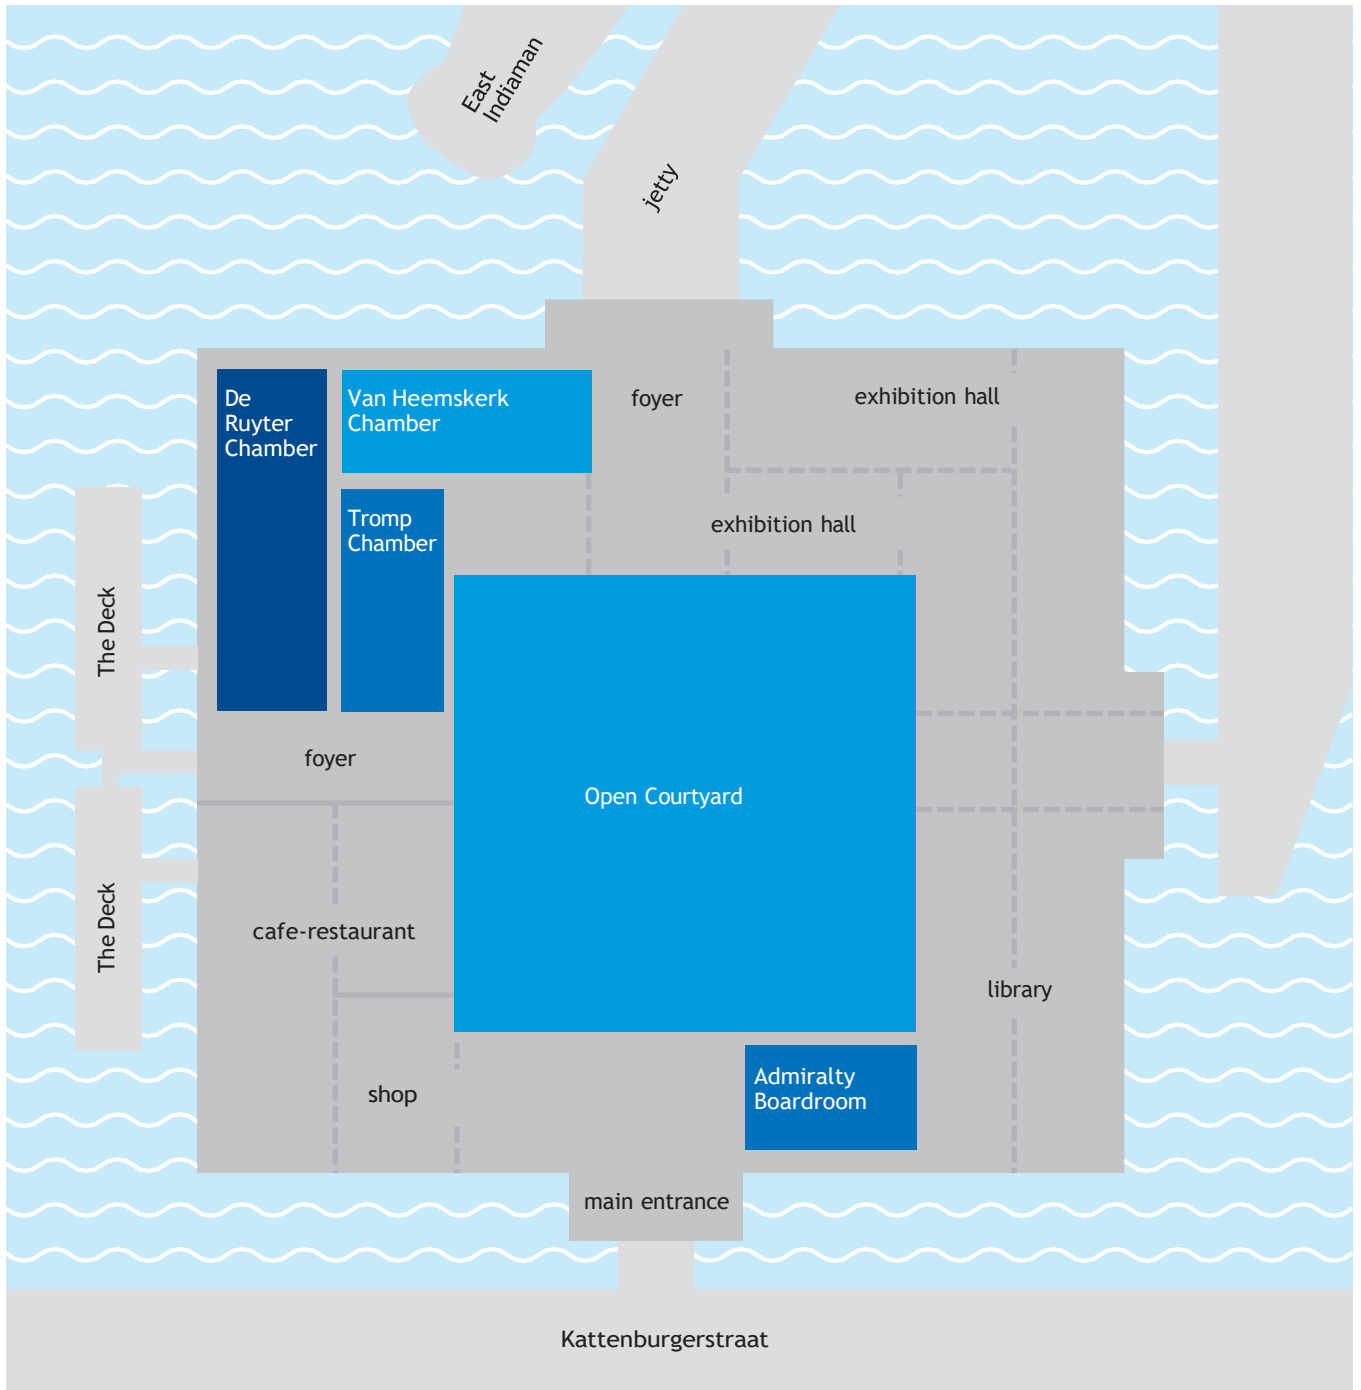 East
Indiaman
jetty
De
Ruyter
Chamber
Van Heemskerk
Chamber
foyer
exhibition hall
Tromp
Chamber
exhibition hall
The Deck
foyer
Open Courtyard
The Deck
cafe-restaurant
library
shop
Admiralty
Boardroom
main entrance
Kattenburgerstraat